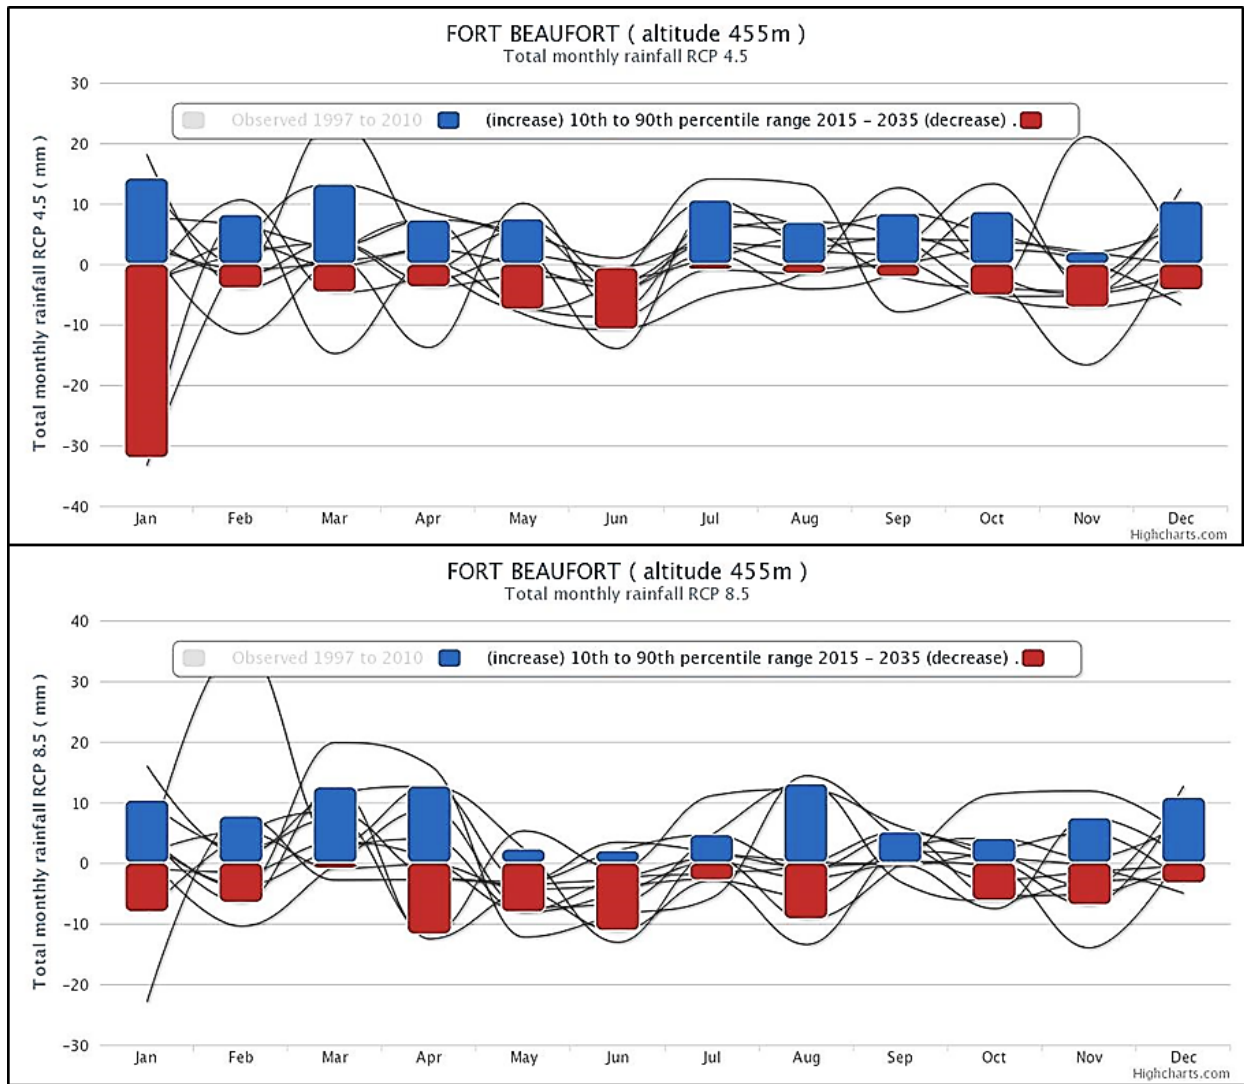 FORT BEAUFORT ( altitude 455m )
Total monthly rainfall RCP 4.5
Observed 1997 to 2010 (increase) 10th to 90th percentile range 2015 – 2035 (decrease) .
Total monthly rainfall RCP 4.5 ( mm )
30
20
10
0
-10
-20
-30
-40
Jan Feb Mar Apr May Jun Jul Aug Sep Oct Nov Dec
Highcharts.com
FORT BEAUFORT ( altitude 455m )
Total monthly rainfall RCP 8.5
Observed 1997 to 2010 (increase) 10th to 90th percentile range 2015 – 2035 (decrease) .
Total monthly rainfall RCP 8.5 ( mm )
40
30
20
10
0
-10
-20
-30
Jan Feb Mar Apr May Jun Jul Aug Sep Oct Nov Dec
Highcharts.com